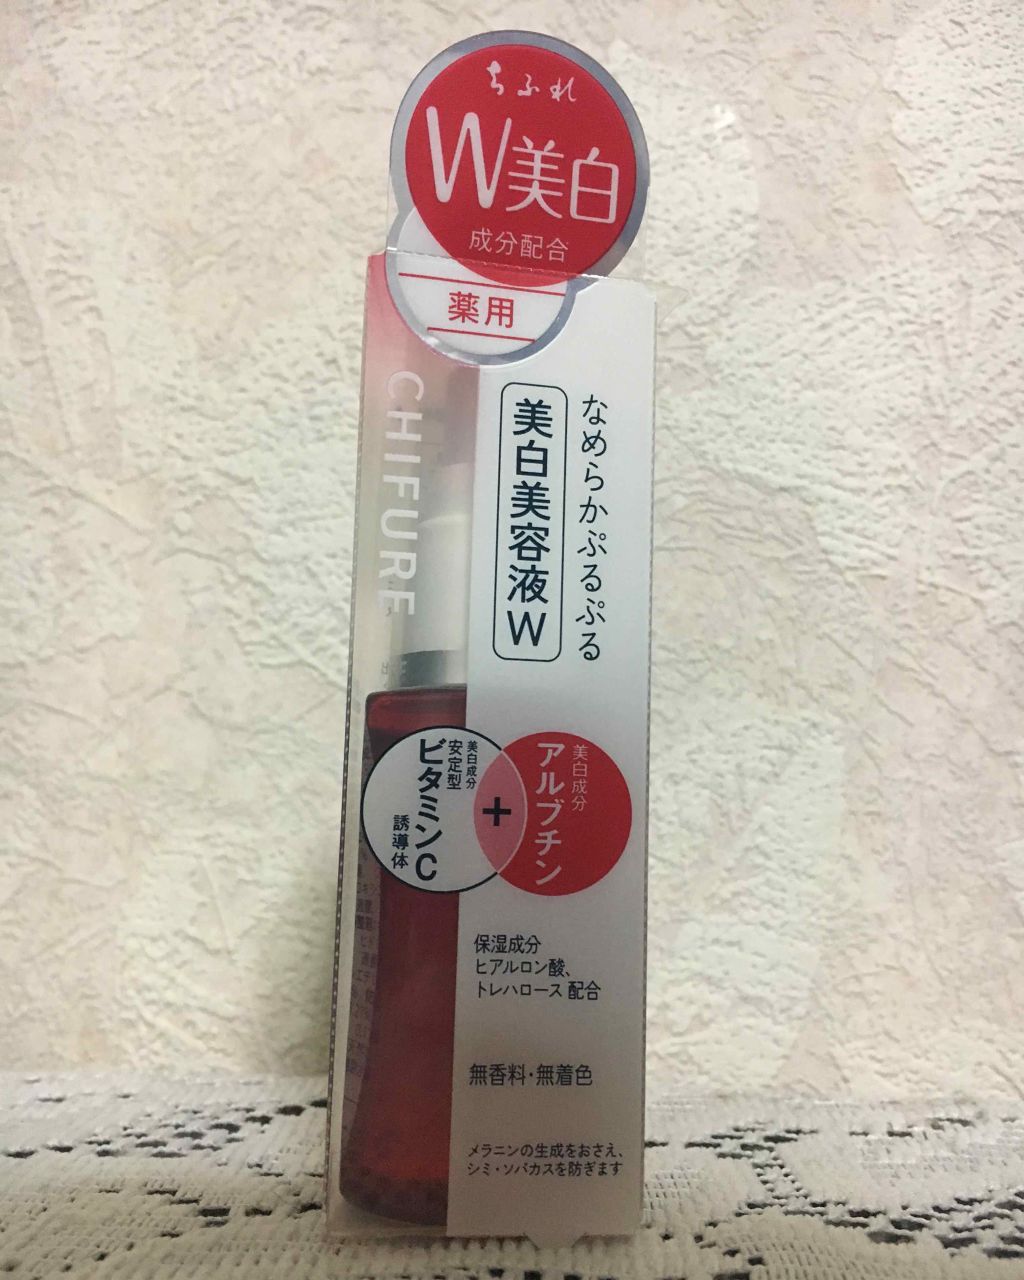 ちふれ
W美白
成分配合
薬用
CHIFURE
なめらかぷるぷる
美白美容液W
美白成分
安定型
ビタミンC
誘導体
+
美白成分
アルブチン
保湿成分
ヒアルロン酸、
トレハロース 配合
無香料・無着色
メラニンの生成をおさえ、
シミ・ソバカスを防ぎます